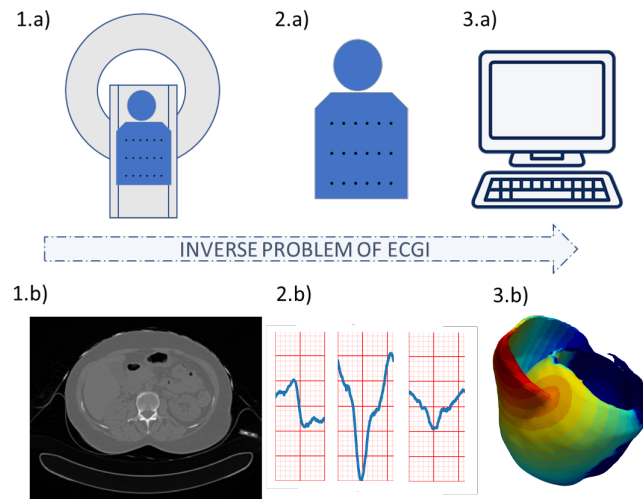 1.a)
2.a)
3.a)
INVERSE PROBLEM OF ECGI
1.b)
2.b)
3.b)